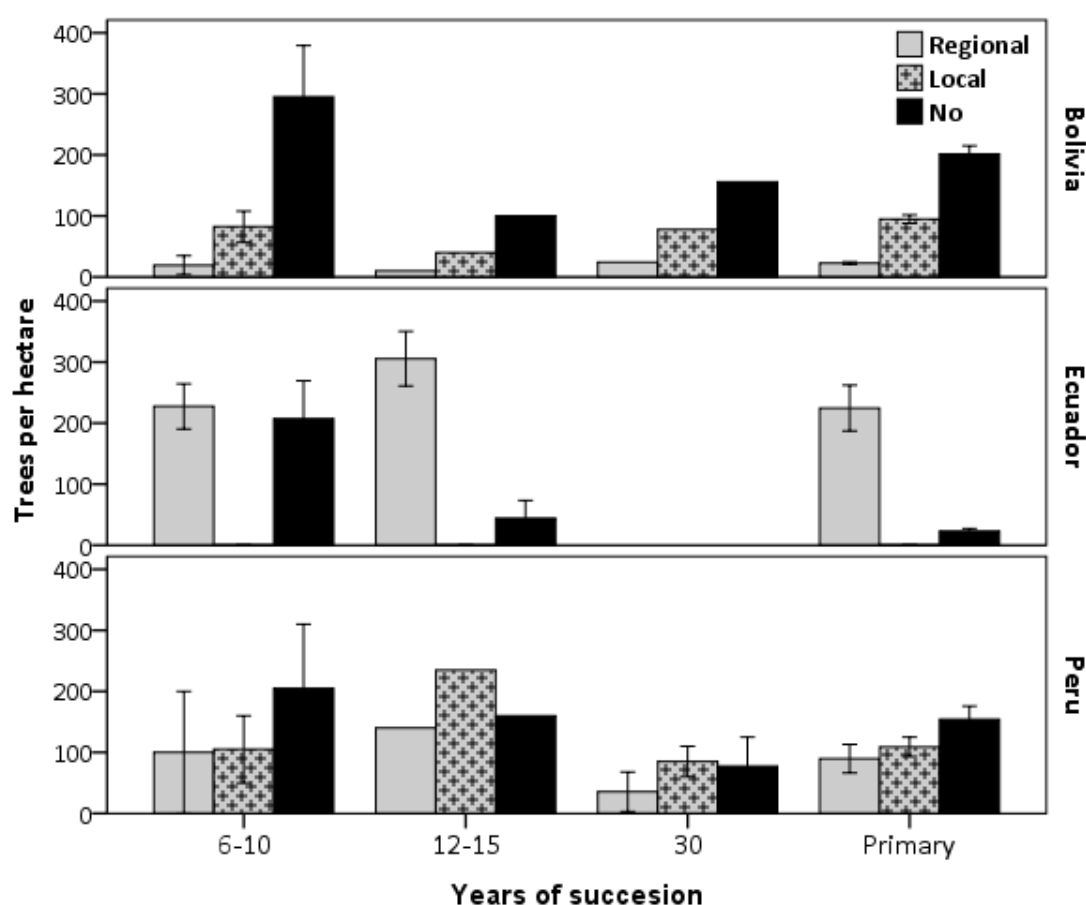 Trees per hectare
400
300
200
100
0
Regional
Local
No
Bolivia
400
300
200
100
0
Ecuador
400
300
200
100
0
Peru
6-10 12-15 30 Primary
Years of succesion